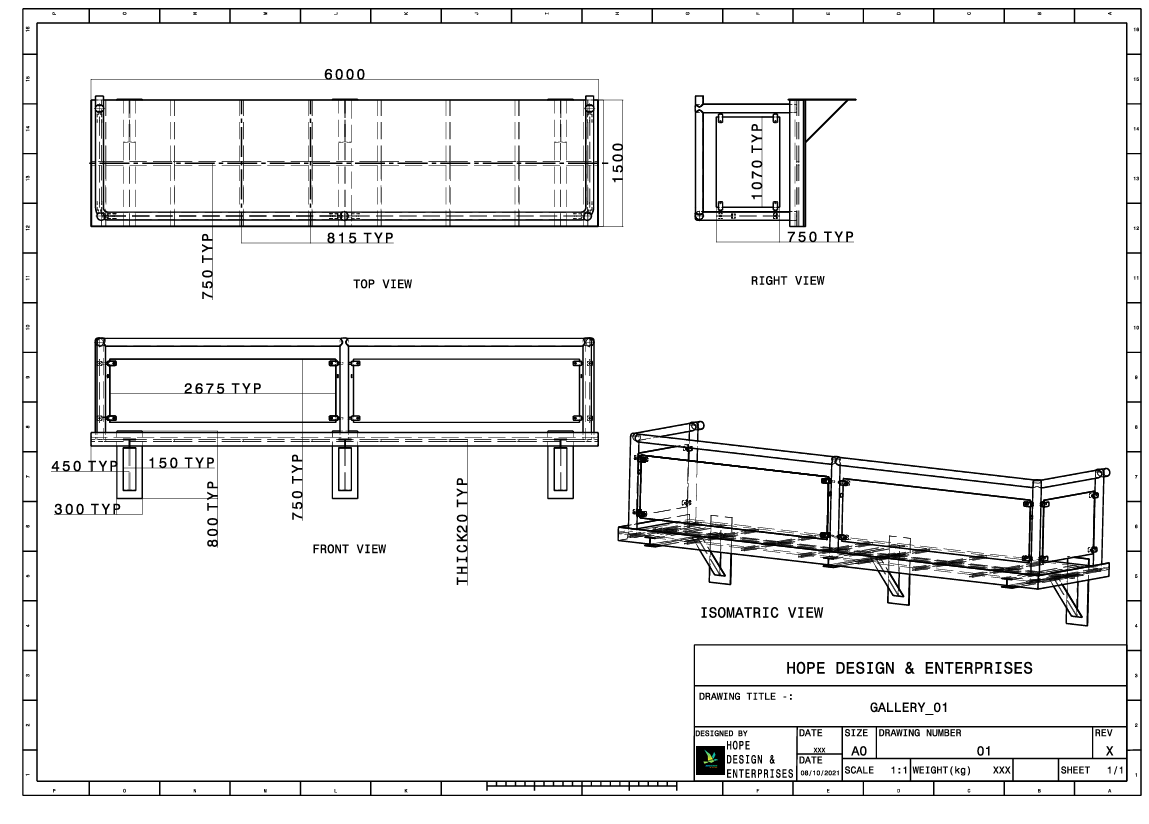 6000
1500
815 TYP
750 TYP
TOP VIEW
1070 TYP
750 TYP
RIGHT VIEW
2675 TYP
450 TYP
150 TYP
300 TYP
800 TYP
750 TYP
THICK20 TYP
FRONT VIEW
ISOMATRIC VIEW
HOPE DESIGN & ENTERPRISES
DRAWING TITLE -:
GALLERY_01
DESIGNED BY
HOPE
DESIGN &
ENTERPRISES
DATE
XXX
DATE
08/10/2021
SIZE
A0
DRAWING NUMBER
01
REV
X
SCALE 1:1
WEIGHT(kg) XXX
SHEET 1/1